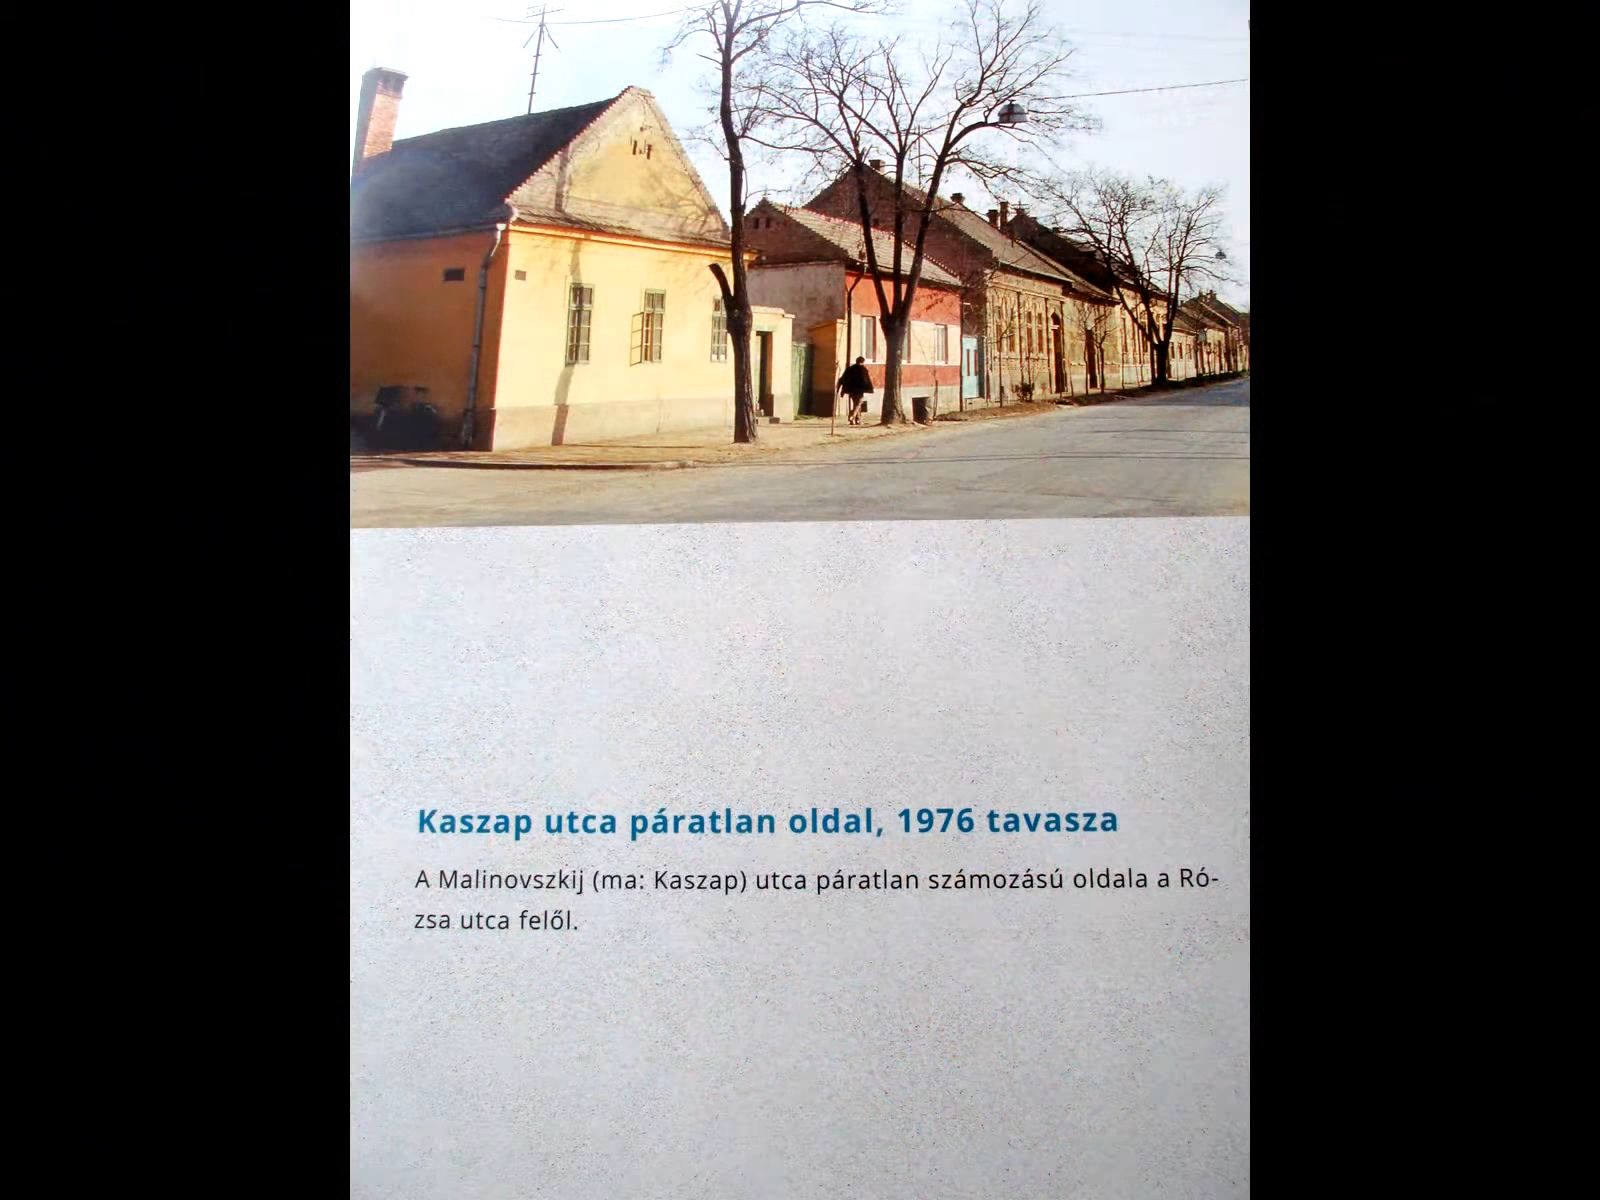 Kaszap utca páratlan oldal, 1976 tavasza
A Malinovszkij (ma: Kaszap) utca páratlan számozású oldala a Ró-
zsa utca felől.